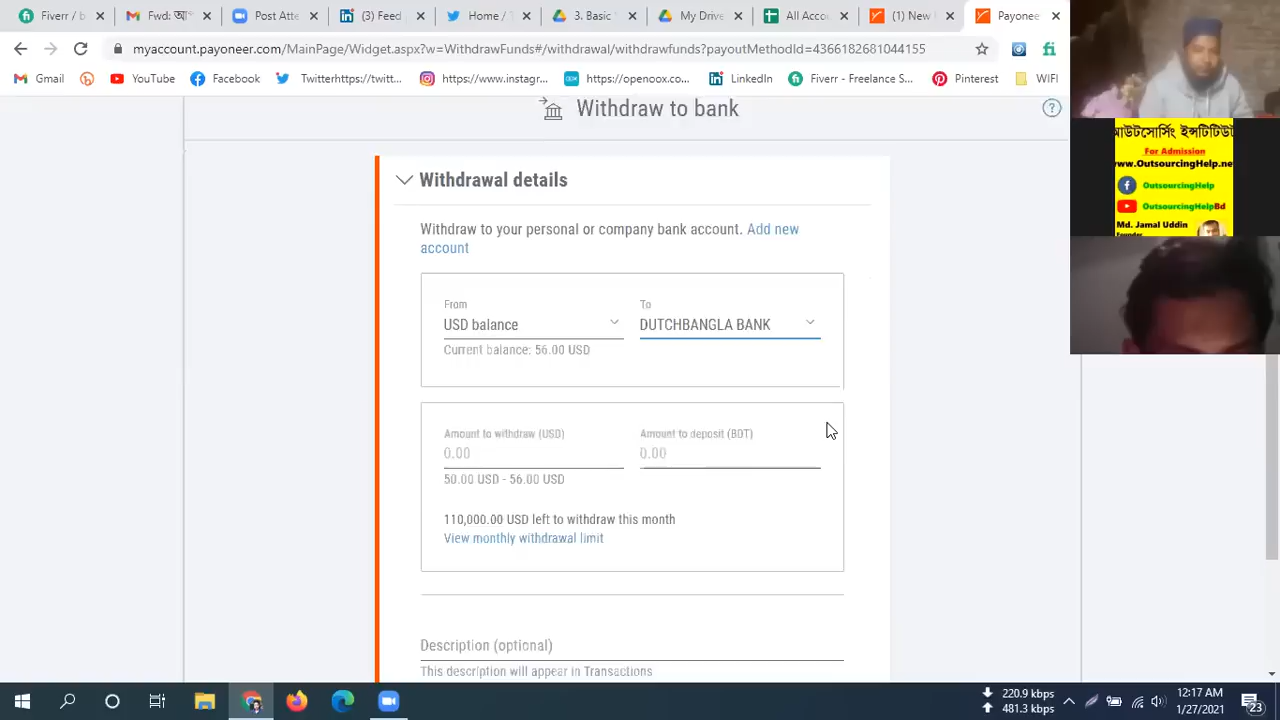 Fiverr / b
Fwd: আ
Post Atte
(3) Feed
Home / 
3. Basic
My Drive
All Acco
(1) New
Payonee
myaccount.payoneer.com/MainPage/Widget.aspx?w=WithdrawFunds#/withdrawal/withdrawfunds?payoutMethodId=4366182681044155
Gmail
YouTube
Facebook
Twitterhttps://twitt...
https://www.instagr...
https://openoox.co...
LinkedIn
Fiverr - Freelance S...
Pinterest
WIFI
Withdraw to bank
Withdrawal details
Withdraw to your personal or company bank account. Add new
account
From
To
USD balance
DUTCHBANGLA BANK
Current balance: 56.00 USD
Amount to withdraw (USD)
Amount to deposit (BDT)
0.00
0.00
50.00 USD - 56.00 USD
110,000.00 USD left to withdraw this month
View monthly withdrawal limit
Description (optional)
This description will appear in Transactions
আউটসোর্সিং ইন্সটিটিউট
For Admission
www.OutsourcingHelp.net
OutsourcingHelp
OutsourcingHelpBd
Md. Jamal Uddin
Founder
220.9 kbps
481.3 kbps
12:17 AM
1/27/2021
23